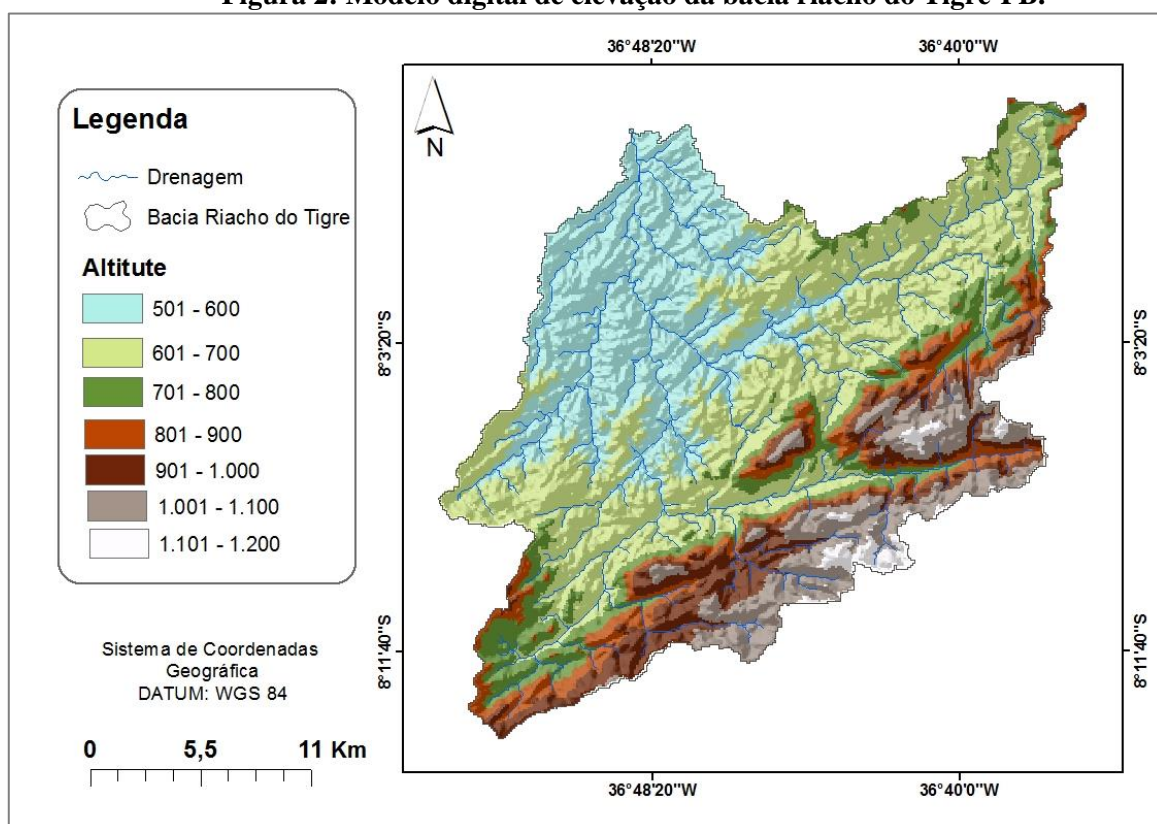 Figura 2: Modelo digital de elevação da bacia riacho do Tigre-PB.
36°48'20"W
36°40'0"W
Legenda
Drenagem
Bacia Riacho do Tigre
Altitute
501 - 600
601 - 700
701 - 800
801 - 900
901 - 1.000
1.001 - 1.100
1.101 - 1.200
N
8°3'20"S
8°3'20"S
8°11'40"S
8°11'40"S
Sistema de Coordenadas
Geográfica
DATUM: WGS 84
0 5,5 11 Km
36°48'20"W
36°40'0"W